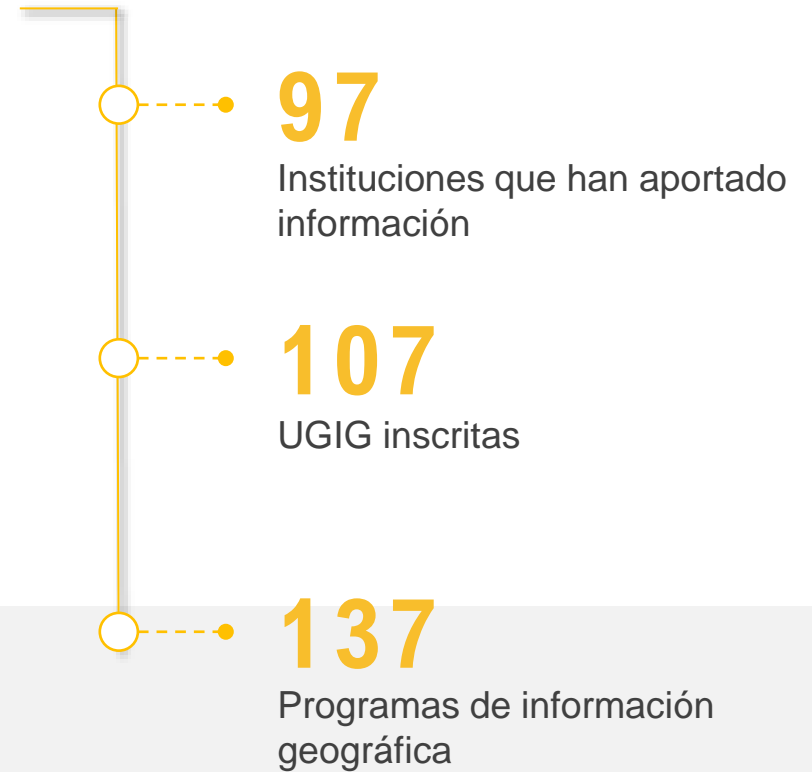 97
Instituciones que han aportado
información
107
UGIG inscritas
137
Programas de información
geográfica